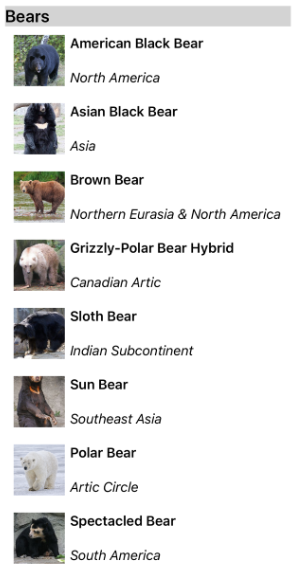 Bears
American Black Bear
North America
Asian Black Bear
Asia
Brown Bear
Northern Eurasia & North America
Grizzly-Polar Bear Hybrid
Canadian Artic
Sloth Bear
Indian Subcontinent
Sun Bear
Southeast Asia
Polar Bear
Artic Circle
Spectacled Bear
South America